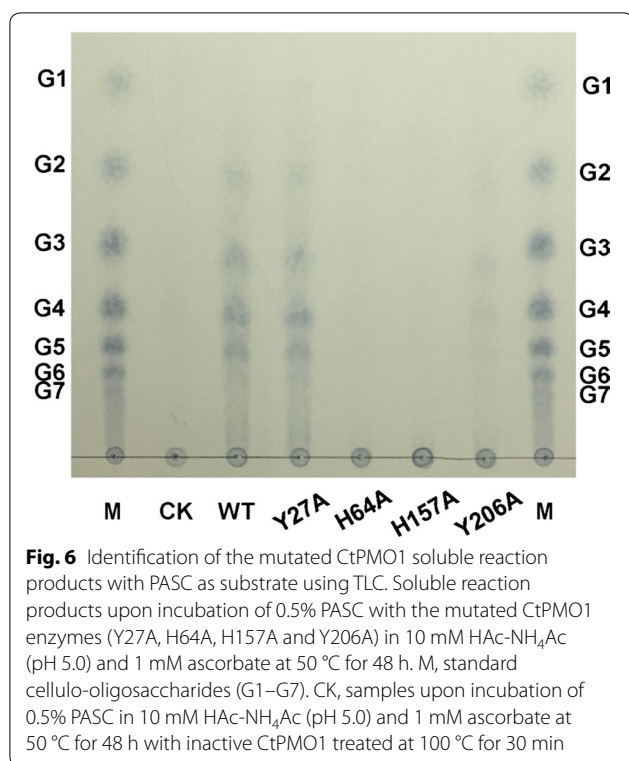 G1 G1
G2 G2
G3 G3
G4 G4
G5 G5
G6 G6
G7 G7
M CK WT Y27A H64A H157A Y206A M
Fig. 6 Identification of the mutated CtPMO1 soluble reaction
products with PASC as substrate using TLC. Soluble reaction
products upon incubation of 0.5% PASC with the mutated CtPMO1
enzymes (Y27A, H64A, H157A and Y206A) in 10 mM HAc-NH₄Ac
(pH 5.0) and 1 mM ascorbate at 50 °C for 48 h. M, standard
cellulo-oligosaccharides (G1–G7). CK, samples upon incubation of
0.5% PASC in 10 mM HAc-NH₄Ac (pH 5.0) and 1 mM ascorbate at
50 °C for 48 h with inactive CtPMO1 treated at 100 °C for 30 min